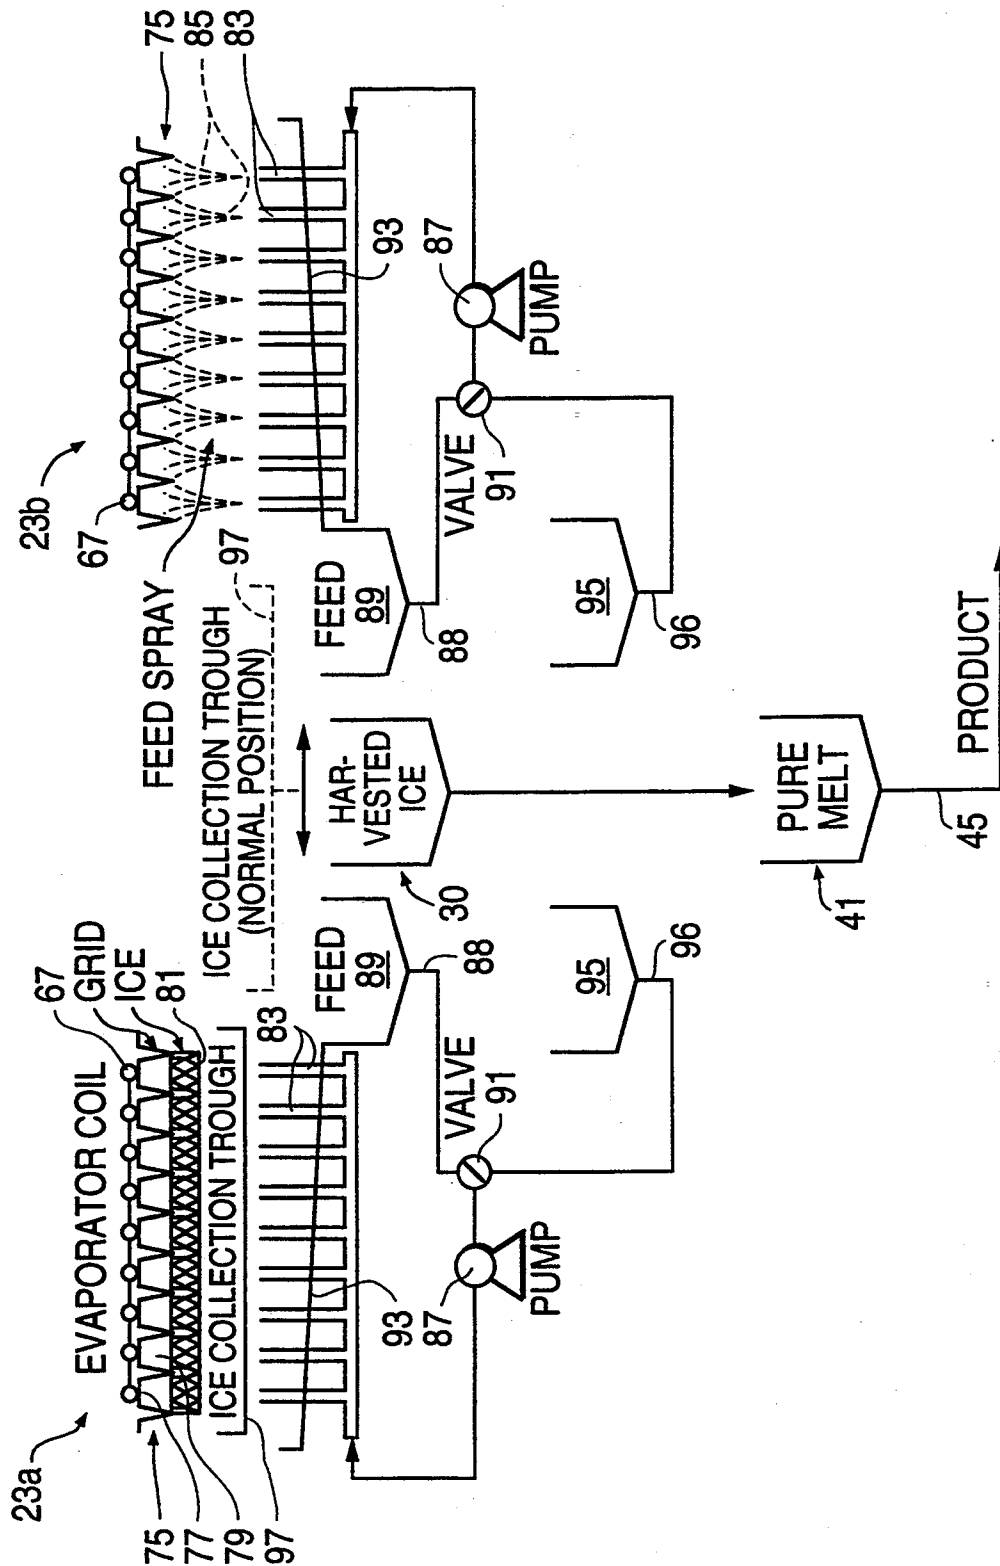 23a
EVAPORATOR COIL
67
GRID
ICE
81
75
77
79
97
ICE COLLECTION TROUGH
83
93
87
PUMP
VALVE
91
FEED
89
88
95
96
ICE COLLECTION TROUGH
(NORMAL POSITION)
97
HAR-
VESTED
ICE
30
PURE
MELT
41
45
PRODUCT
FEED SPRAY
23b
67
75
85
83
93
FEED
89
88
VALVE
91
87
PUMP
95
96